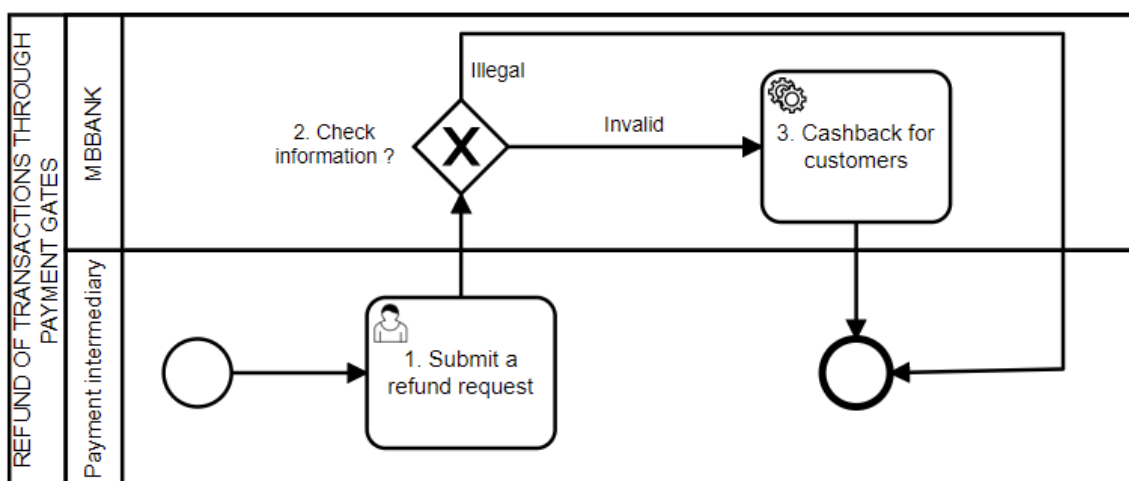 REFUND OF TRANSACTIONS THROUGH
PAYMENT GATES
MBBANK
Illegal
2. Check
information ?
Invalid
3. Cashback for
customers
Payment intermediary
1. Submit a
refund request